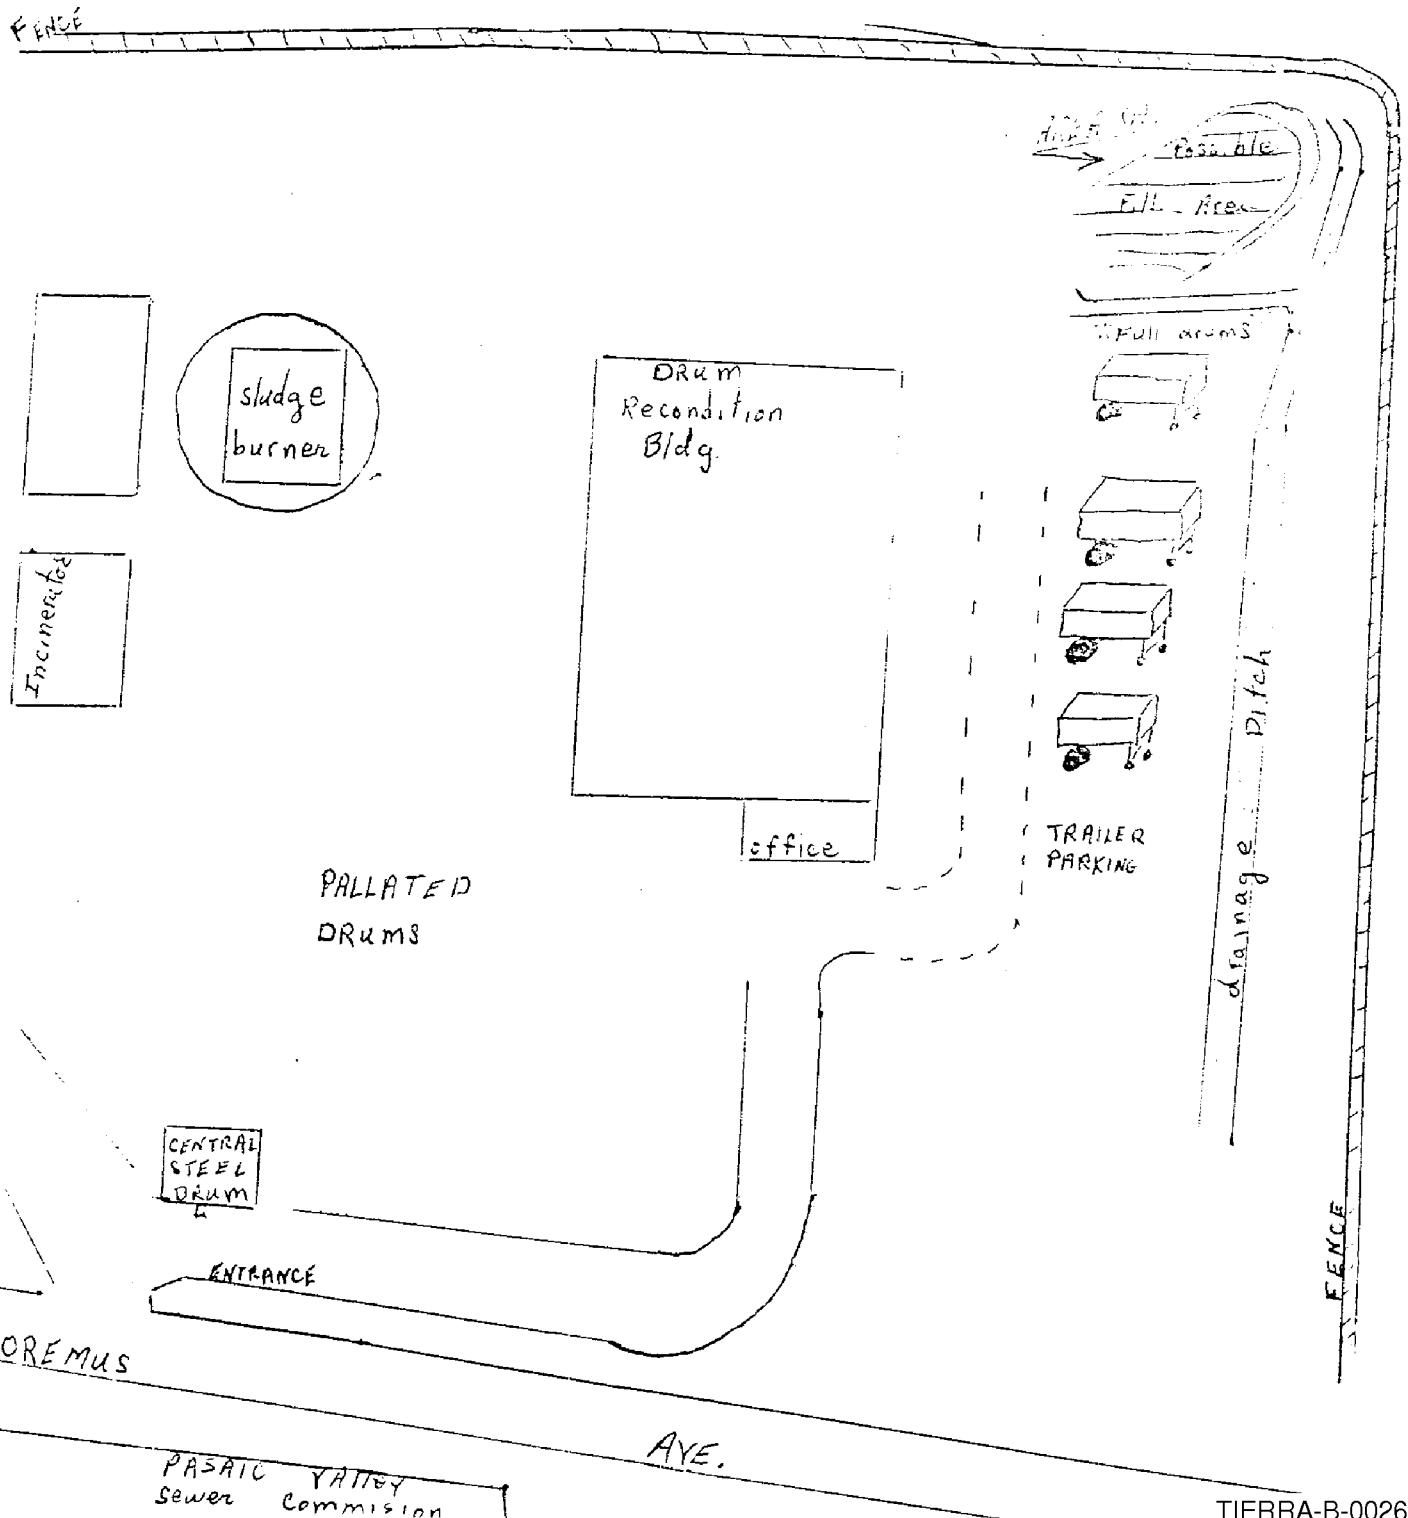 FENCE
Possible
Fill Area
Full drums
sludge
burner
DRum
Recondition
Bldg.
Incinerator
drainage Ditch
office
TRAILER
PARKING
PALLATED
DRumS
CENTRAL
STEEL
DRUM
ENTRANCE
FENCE
OREMUS
AVE.
PASAIC VALLEY
Sewer Commision
TIERRA-B-0026